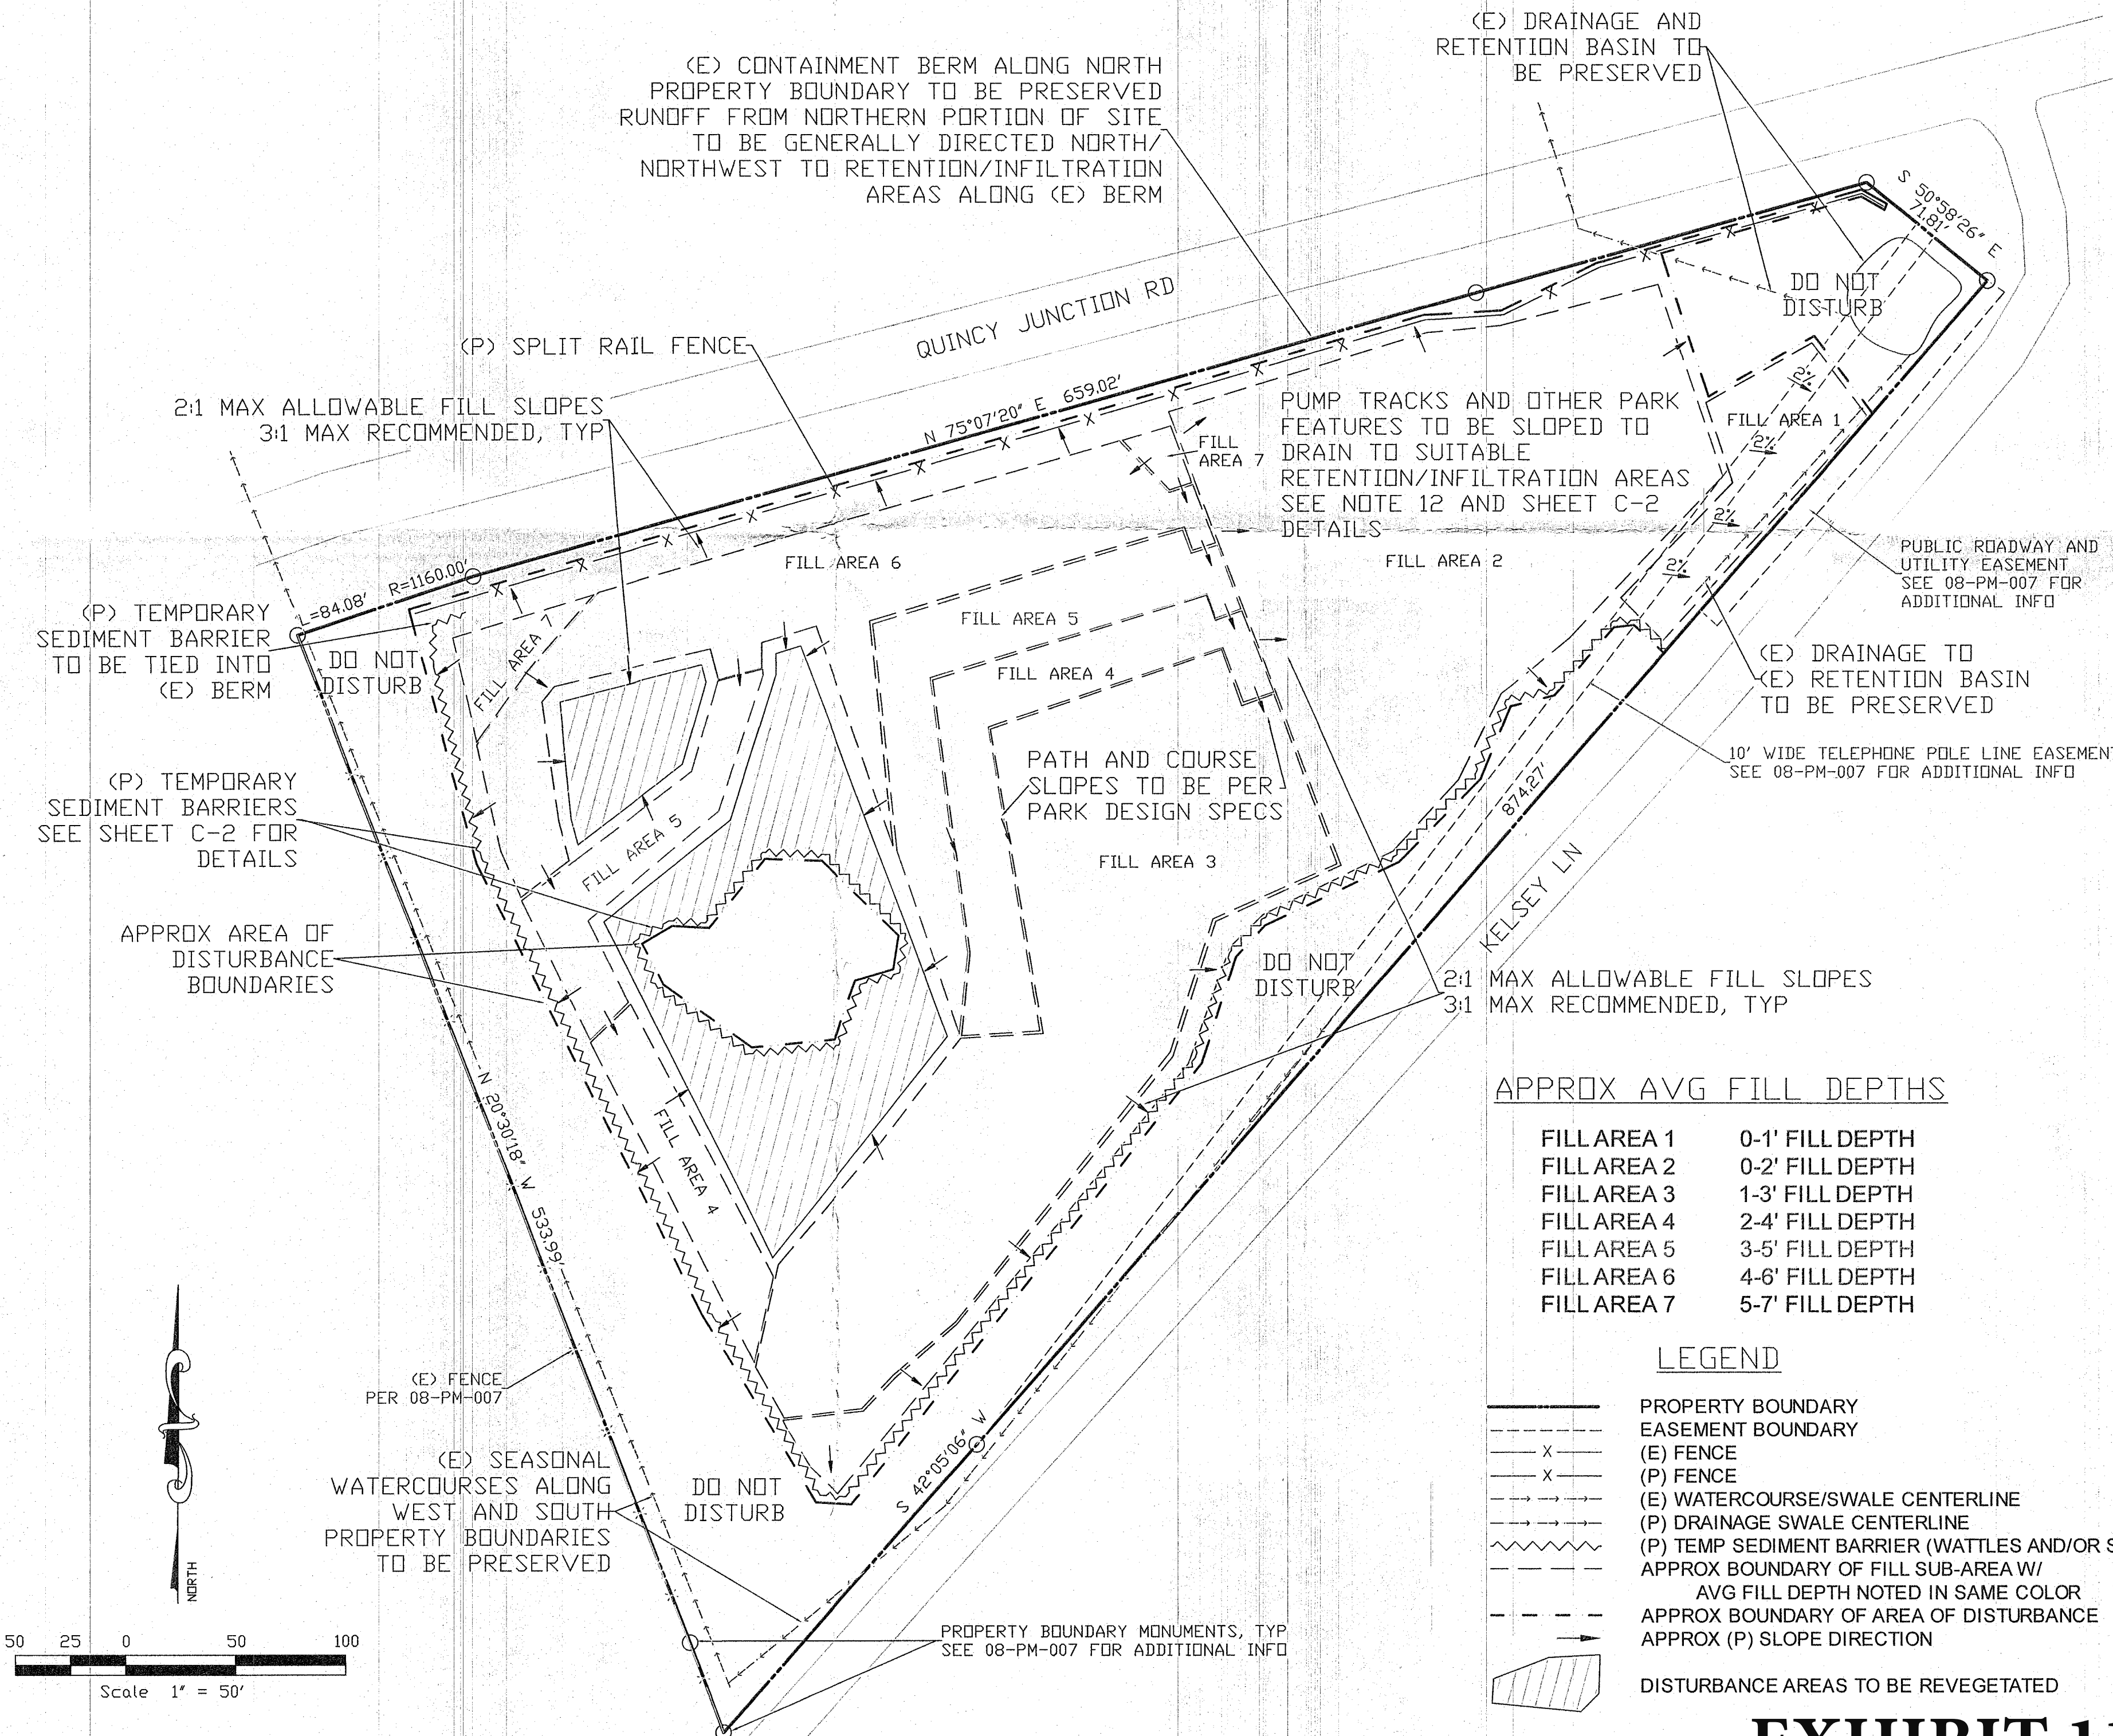 (E) DRAINAGE AND
RETENTION BASIN TO
BE PRESERVED
(E) CONTAINMENT BERM ALONG NORTH
PROPERTY BOUNDARY TO BE PRESERVED
RUNOFF FROM NORTHERN PORTION OF SITE
TO BE GENERALLY DIRECTED NORTH/
NORTHWEST TO RETENTION/INFILTRATION
AREAS ALONG (E) BERM
S 50°58'26" E
71.81'
DO NOT
DISTURB
QUINCY JUNCTION RD
(P) SPLIT RAIL FENCE
2:1 MAX ALLOWABLE FILL SLOPES
3:1 MAX RECOMMENDED, TYP
N 75°07'20" E 659.02'
FILL
AREA 7
PUMP TRACKS AND OTHER PARK
FEATURES TO BE SLOPED TO
DRAIN TO SUITABLE
RETENTION/INFILTRATION AREAS
SEE NOTE 12 AND SHEET C-2
DETAILS
2%
FILL AREA 1
2%
2%
2%
FILL AREA 6
FILL AREA 2
PUBLIC ROADWAY AND
UTILITY EASEMENT
SEE 08-PM-007 FOR
ADDITIONAL INFO
=84.08' R=1160.00'
(P) TEMPORARY
SEDIMENT BARRIER
TO BE TIED INTO
(E) BERM
DO NOT
DISTURB
FILL AREA 7
FILL AREA 5
FILL AREA 4
(E) DRAINAGE TO
(E) RETENTION BASIN
TO BE PRESERVED
10' WIDE TELEPHONE POLE LINE EASEMENT
SEE 08-PM-007 FOR ADDITIONAL INFO
PATH AND COURSE
SLOPES TO BE PER
PARK DESIGN SPECS
(P) TEMPORARY
SEDIMENT BARRIERS
SEE SHEET C-2 FOR
DETAILS
FILL AREA 5
FILL AREA 3
874.27'
KELSEY LN
APPROX AREA OF
DISTURBANCE
BOUNDARIES
DO NOT
DISTURB
2:1 MAX ALLOWABLE FILL SLOPES
3:1 MAX RECOMMENDED, TYP
N 20°30'18" W 533.99'
FILL AREA 4
APPROX AVG FILL DEPTHS
FILL AREA 1 0-1' FILL DEPTH
FILL AREA 2 0-2' FILL DEPTH
FILL AREA 3 1-3' FILL DEPTH
FILL AREA 4 2-4' FILL DEPTH
FILL AREA 5 3-5' FILL DEPTH
FILL AREA 6 4-6' FILL DEPTH
FILL AREA 7 5-7' FILL DEPTH
(E) FENCE
PER 08-PM-007
S 42°05'06" W
(E) SEASONAL
WATERCOURSES ALONG
WEST AND SOUTH
PROPERTY BOUNDARIES
TO BE PRESERVED
DO NOT
DISTURB
PROPERTY BOUNDARY MONUMENTS, TYP
SEE 08-PM-007 FOR ADDITIONAL INFO
NORTH
50 25 0 50 100
Scale 1" = 50'
LEGEND
PROPERTY BOUNDARY
EASEMENT BOUNDARY
X (E) FENCE
X (P) FENCE
(E) WATERCOURSE/SWALE CENTERLINE
(P) DRAINAGE SWALE CENTERLINE
(P) TEMP SEDIMENT BARRIER (WATTLES AND/OR S
APPROX BOUNDARY OF FILL SUB-AREA W/
AVG FILL DEPTH NOTED IN SAME COLOR
APPROX BOUNDARY OF AREA OF DISTURBANCE
APPROX (P) SLOPE DIRECTION
DISTURBANCE AREAS TO BE REVEGETATED
EXHIBIT 11